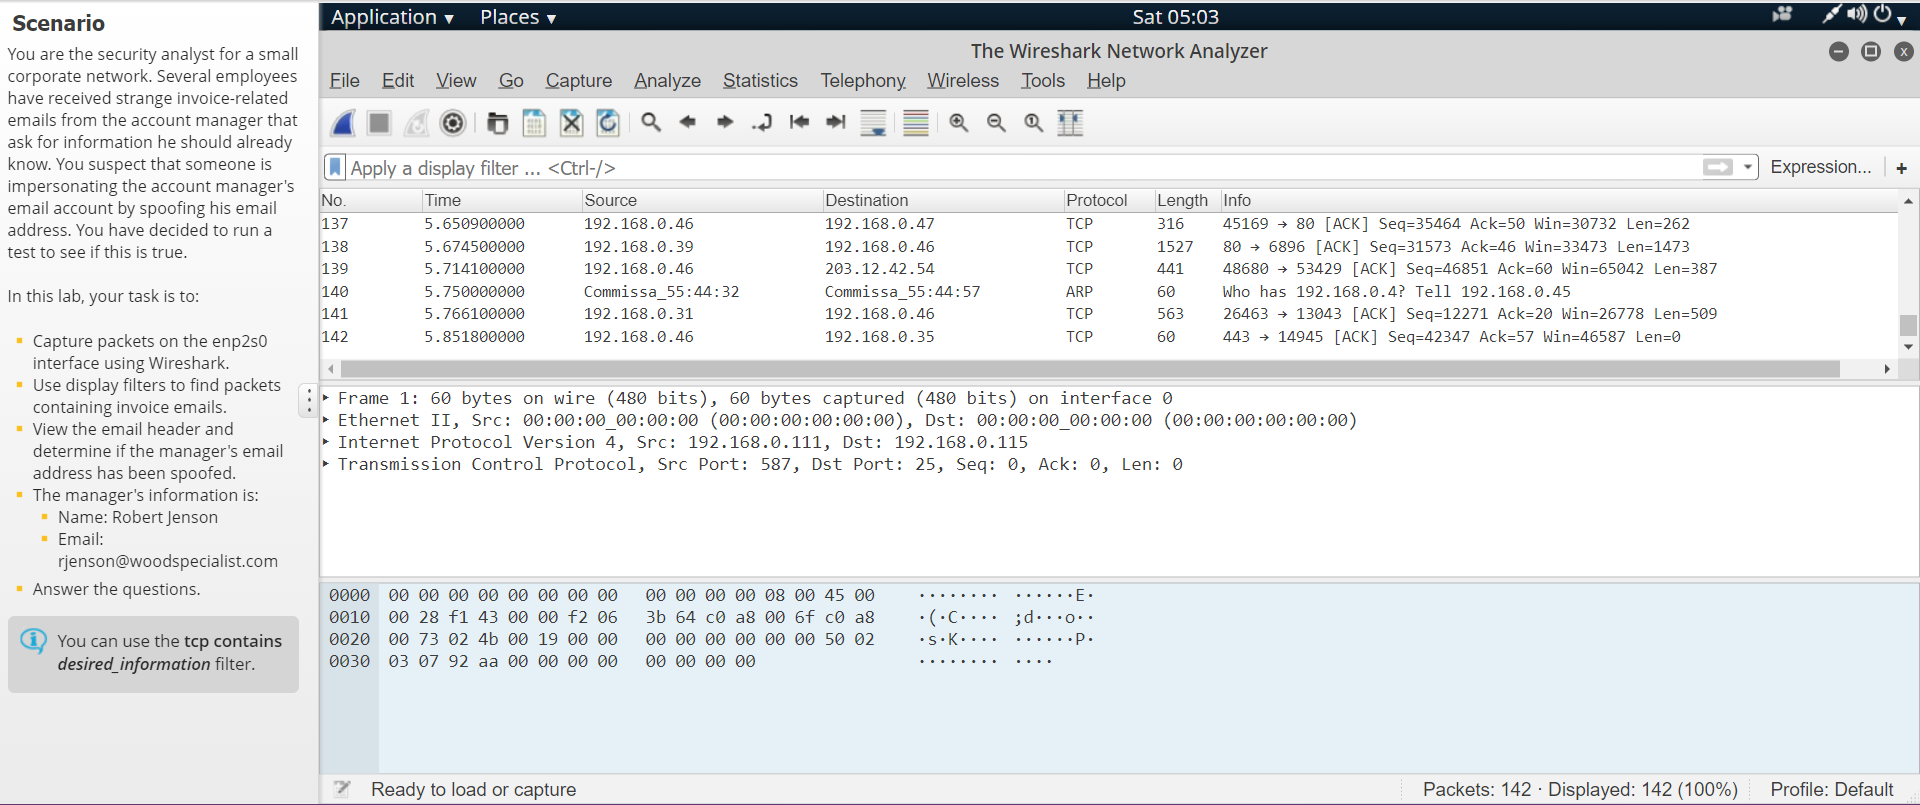 Scenario
You are the security analyst for a small
corporate network. Several employees
have received strange invoice-related
emails from the account manager that
ask for information he should already
know. You suspect that someone is
impersonating the account manager's
email account by spoofing his email
address. You have decided to run a
test to see if this is true.
In this lab, your task is to:
Capture packets on the enp2s0
interface using Wireshark.
Use display filters to find packets
containing invoice emails.
View the email header and
determine if the manager's email
address has been spoofed.
The manager's information is:
Name: Robert Jenson
Email:
rjenson@woodspecialist.com
Answer the questions.
You can use the tcp contains
desired_information filter.
Application Places Sat 05:03
The Wireshark Network Analyzer
File Edit View Go Capture Analyze Statistics Telephony Wireless Tools Help
Apply a display filter ... <Ctrl-/> Expression... +
No. Time Source Destination Protocol Length Info
137 5.650900000 192.168.0.46 192.168.0.47 TCP 316 45169 → 80 [ACK] Seq=35464 Ack=50 Win=30732 Len=262
138 5.674500000 192.168.0.39 192.168.0.46 TCP 1527 80 → 6896 [ACK] Seq=31573 Ack=46 Win=33473 Len=1473
139 5.714100000 192.168.0.46 203.12.42.54 TCP 441 48680 → 53429 [ACK] Seq=46851 Ack=60 Win=65042 Len=387
140 5.750000000 Commissa_55:44:32 Commissa_55:44:57 ARP 60 Who has 192.168.0.4? Tell 192.168.0.45
141 5.766100000 192.168.0.31 192.168.0.46 TCP 563 26463 → 13043 [ACK] Seq=12271 Ack=20 Win=26778 Len=509
142 5.851800000 192.168.0.46 192.168.0.35 TCP 60 443 → 14945 [ACK] Seq=42347 Ack=57 Win=46587 Len=0
Frame 1: 60 bytes on wire (480 bits), 60 bytes captured (480 bits) on interface 0
Ethernet II, Src: 00:00:00_00:00:00 (00:00:00:00:00:00), Dst: 00:00:00_00:00:00 (00:00:00:00:00:00)
Internet Protocol Version 4, Src: 192.168.0.111, Dst: 192.168.0.115
Transmission Control Protocol, Src Port: 587, Dst Port: 25, Seq: 0, Ack: 0, Len: 0
0000 00 00 00 00 00 00 00 00 00 00 00 00 08 00 45 00 ········ ······E·
0010 00 28 f1 43 00 00 f2 06 3b 64 c0 a8 00 6f c0 a8 ·(·C···· ;d···o··
0020 00 73 02 4b 00 19 00 00 00 00 00 00 00 00 50 02 ·s·K···· ······P·
0030 03 07 92 aa 00 00 00 00 00 00 00 00 ········ ····
Ready to load or capture Packets: 142 · Displayed: 142 (100%) Profile: Default